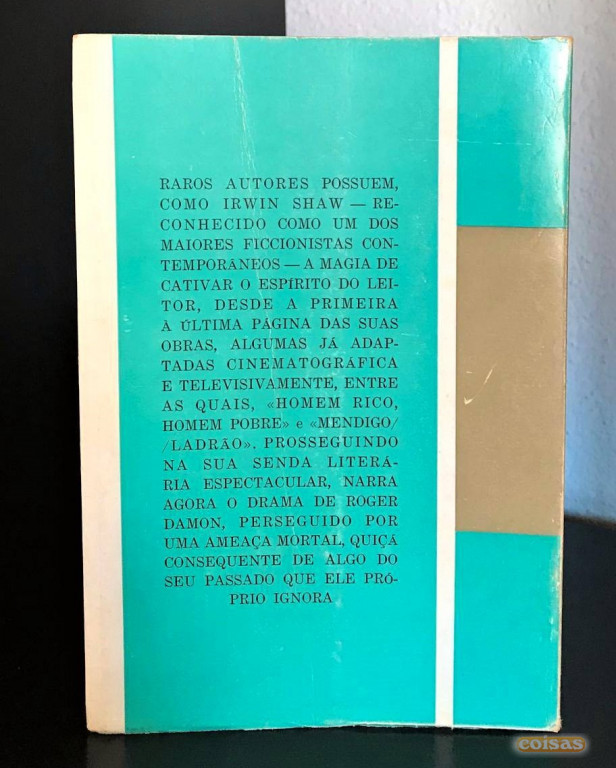 RAROS AUTORES POSSUEM,
COMO IRWIN SHAW — RE-
CONHECIDO COMO UM DOS
MAIORES FICCIONISTAS CON-
TEMPORÂNEOS — A MAGIA DE
CATIVAR O ESPÍRITO DO LEI-
TOR, DESDE A PRIMEIRA
À ÚLTIMA PÁGINA DAS SUAS
OBRAS, ALGUMAS JÁ ADAP-
TADAS CINEMATOGRÁFICA
E TELEVISIVAMENTE, ENTRE
AS QUAIS, «HOMEM RICO,
HOMEM POBRE» e «MENDIGO/
/LADRÃO». PROSSEGUINDO
NA SUA SENDA LITERÁ-
RIA ESPECTACULAR, NARRA
AGORA O DRAMA DE ROGER
DAMON, PERSEGUIDO POR
UMA AMEAÇA MORTAL, QUIÇÁ
CONSEQUENTE DE ALGO DO
SEU PASSADO QUE ELE PRÓ-
PRIO IGNORA
coisas